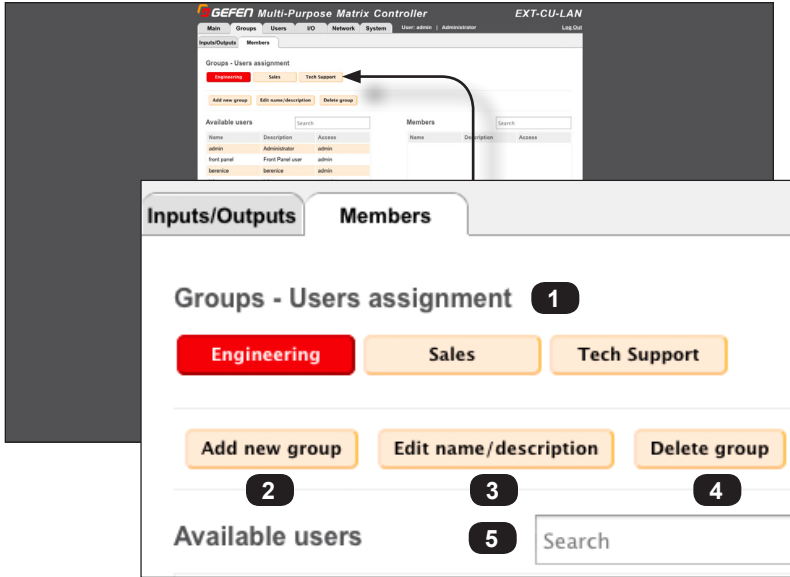 GEFEN Multi-Purpose Matrix Controller EXT-CU-LAN
Main Groups Users I/O Network System User: admin | Administrator Log Out
Inputs/Outputs Members
Groups - Users assignment
Engineering Sales Tech Support
Add new group Edit name/description Delete group
Available users Search Members Search
Name Description Access Name Description Access
admin Administrator admin
front panel Front Panel user admin
berenice berenice admin
Inputs/Outputs Members
Groups - Users assignment 1
Engineering Sales Tech Support
Add new group Edit name/description Delete group
2 3 4
Available users 5 Search